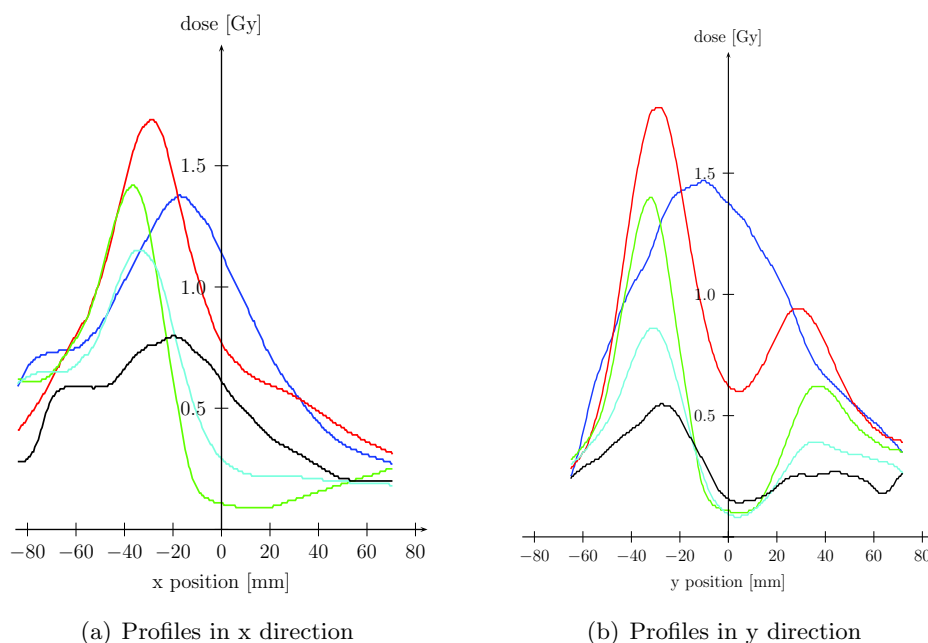 dose [Gy]
1.5
1.0
0.5
−80 −60 −40 −20 0 20 40 60 80
x position [mm]
(a) Profiles in x direction
dose [Gy]
1.5
1.0
0.5
−80 −60 −40 −20 0 20 40 60 80
y position [mm]
(b) Profiles in y direction